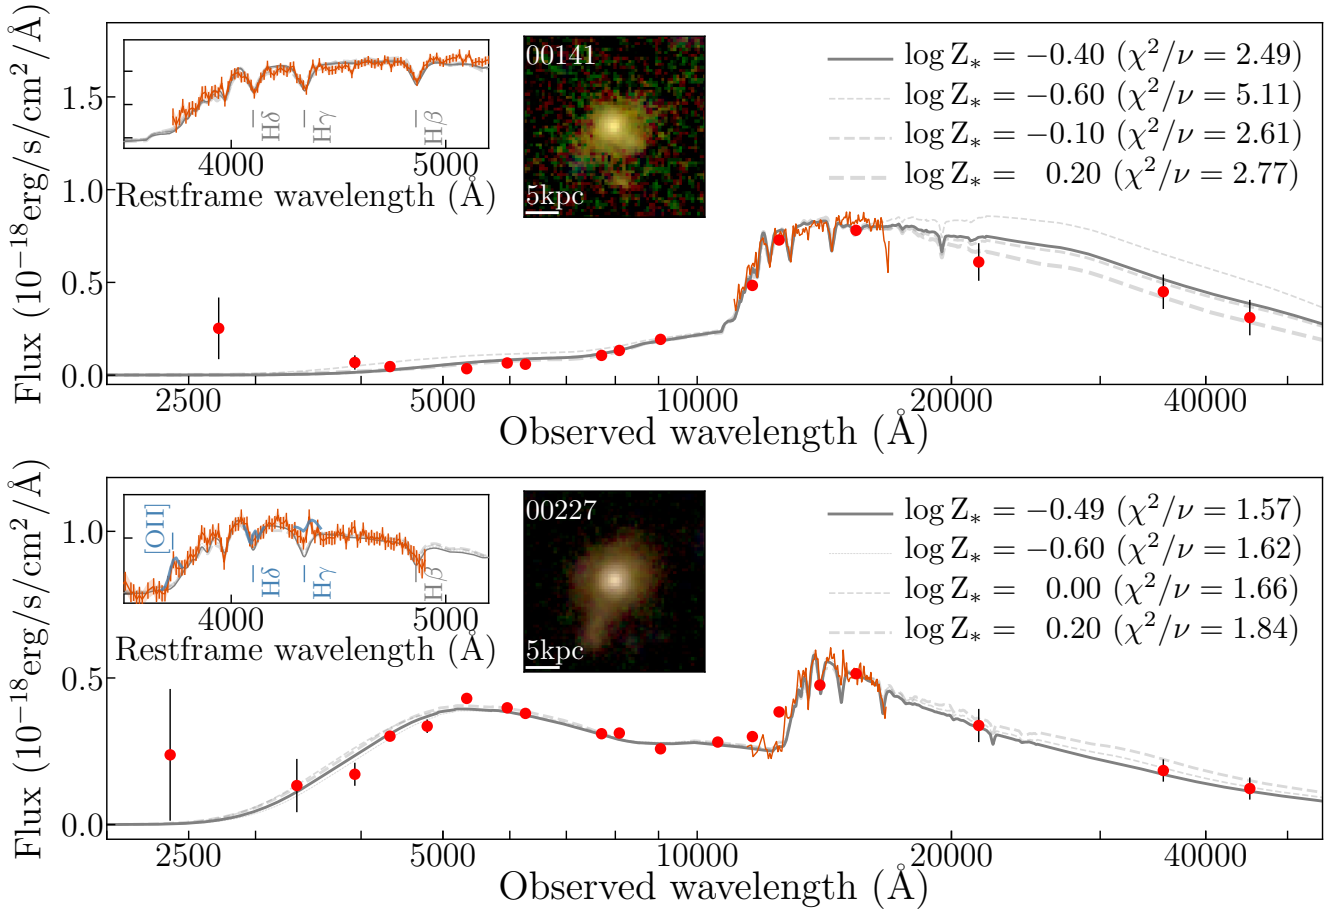 Flux (10⁻¹⁸erg/s/cm²/Å)
1.5
1.0
0.5
0.0
Hδ
Hγ
Hβ
4000 5000
Restframe wavelength (Å)
00141
5kpc
log Z* = −0.40 (χ²/ν = 2.49)
log Z* = −0.60 (χ²/ν = 5.11)
log Z* = −0.10 (χ²/ν = 2.61)
log Z* = 0.20 (χ²/ν = 2.77)
2500 5000 10000 20000 40000
Observed wavelength (Å)
Flux (10⁻¹⁸erg/s/cm²/Å)
1.0
0.5
0.0
[OII]
Hδ
Hγ
Hβ
4000 5000
Restframe wavelength (Å)
00227
5kpc
log Z* = −0.49 (χ²/ν = 1.57)
log Z* = −0.60 (χ²/ν = 1.62)
log Z* = 0.00 (χ²/ν = 1.66)
log Z* = 0.20 (χ²/ν = 1.84)
2500 5000 10000 20000 40000
Observed wavelength (Å)